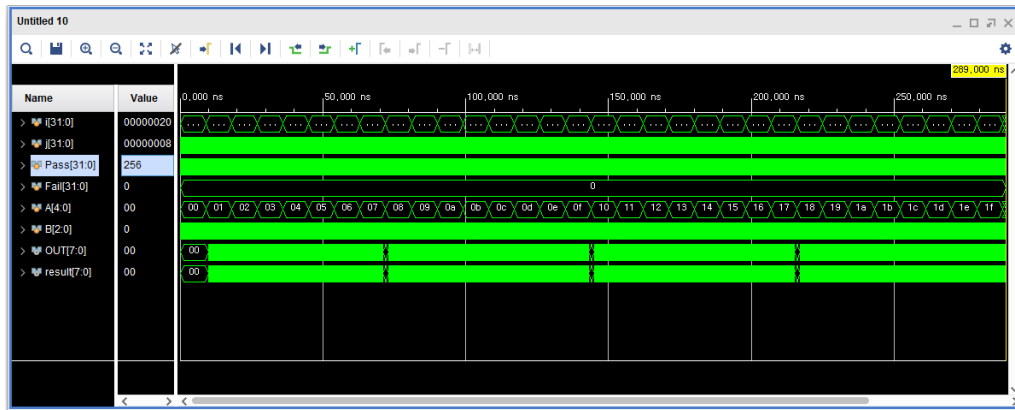 Untitled 10
289,000 ns
Name Value 0,000 ns 50,000 ns 100,000 ns 150,000 ns 200,000 ns 250,000 ns
> i[31:0] 00000020 ... ... ... ... ... ... ... ... ... ... ... ... ... ... ... ... ... ... ... ... ... ... ... ... ... ... ... ... ... ... ... ...
> j[31:0] 00000008
> Pass[31:0] 256
> Fail[31:0] 0 0
> A[4:0] 00 00 01 02 03 04 05 06 07 08 09 0a 0b 0c 0d 0e 0f 10 11 12 13 14 15 16 17 18 19 1a 1b 1c 1d 1e 1f
> B[2:0] 0
> OUT[7:0] 00 00
> result[7:0] 00 00